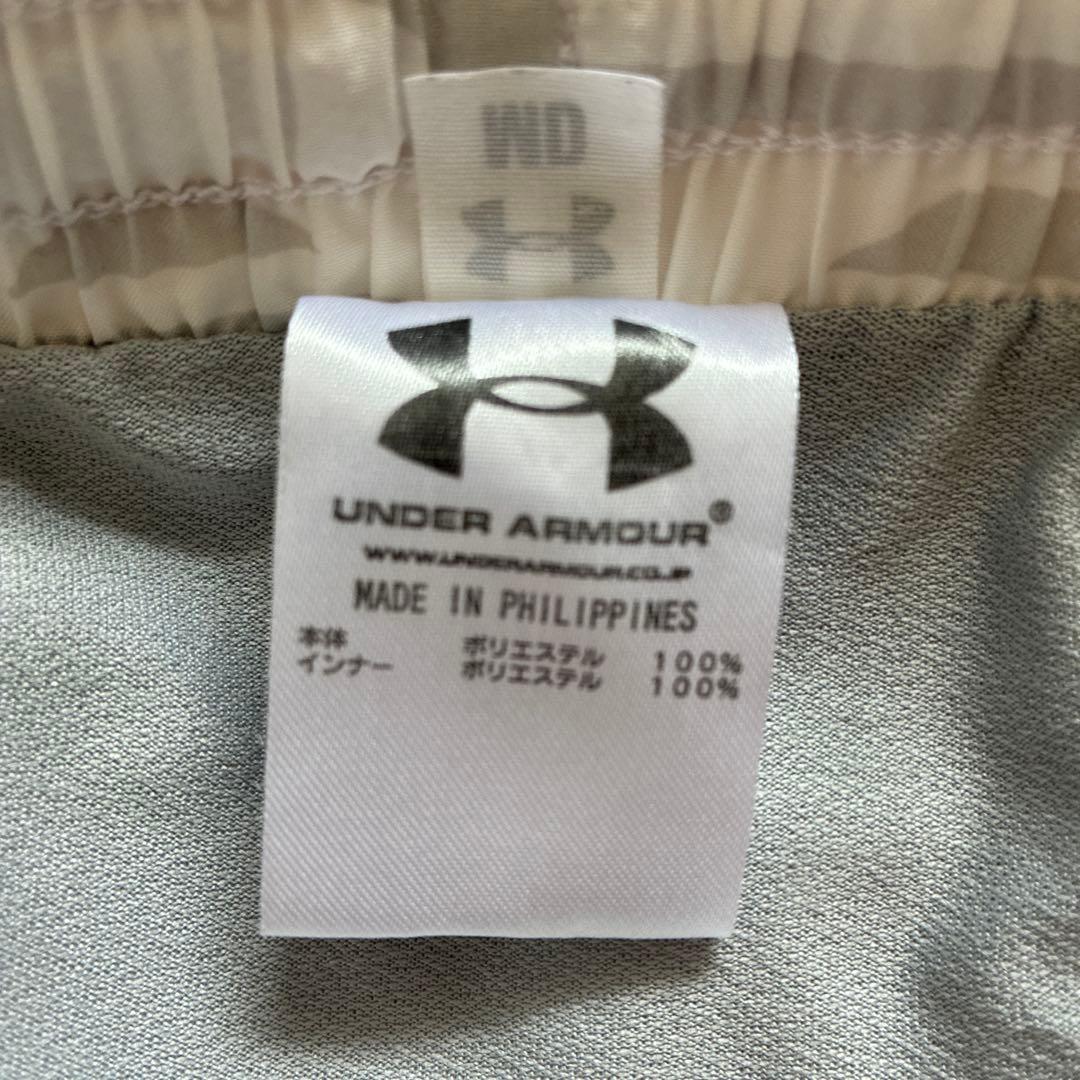 MD
UNDER ARMOUR®
WWW.UNDERARMOUR.CO.JP
MADE IN PHILIPPINES
本体 ポリエステル 100%
インナー ポリエステル 100%